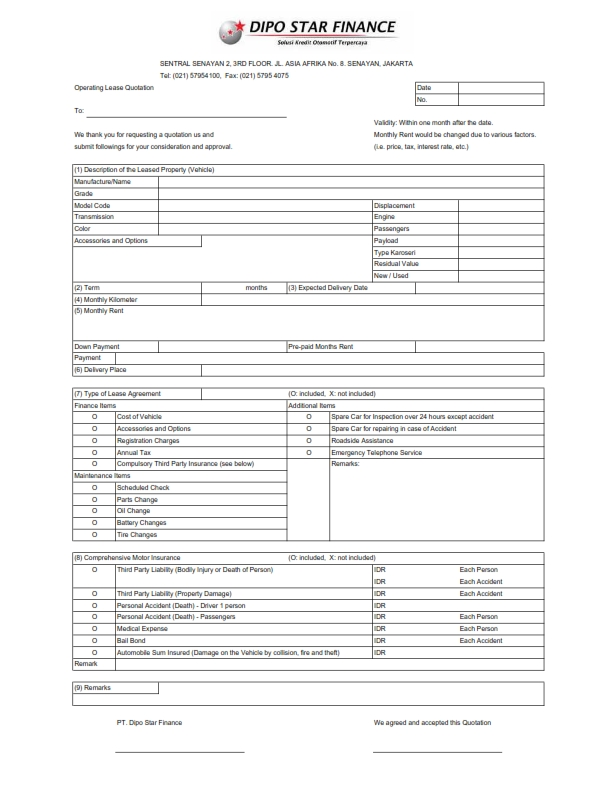 DIPO STAR FINANCE
Solusi Kredit Otomotif Terpercaya
SENTRAL SENAYAN 2, 3RD FLOOR. JL. ASIA AFRIKA No. 8. SENAYAN, JAKARTA
Tel: (021) 57954100, Fax: (021) 5795 4075
Operating Lease Quotation
Date
No.
To:
Validity: Within one month after the date.
We thank you for requesting a quotation us and
Monthly Rent would be changed due to various factors.
submit followings for your consideration and approval.
(i.e. price, tax, interest rate, etc.)
(1) Description of the Leased Property (Vehicle)
Manufacture/Name
Grade
Model Code Displacement
Transmission Engine
Color Passengers
Accessories and Options Payload
Type Karoseri
Residual Value
New / Used
(2) Term months (3) Expected Delivery Date
(4) Monthly Kilometer
(5) Monthly Rent
Down Payment Pre-paid Months Rent
Payment
(6) Delivery Place
(7) Type of Lease Agreement (O: included, X: not included)
Finance Items Additional Items
O Cost of Vehicle O Spare Car for Inspection over 24 hours except accident
O Accessories and Options O Spare Car for repairing in case of Accident
O Registration Charges O Roadside Assistance
O Annual Tax O Emergency Telephone Service
O Compulsory Third Party Insurance (see below) Remarks:
Maintenance Items
O Scheduled Check
O Parts Change
O Oil Change
O Battery Changes
O Tire Changes
(8) Comprehensive Motor Insurance (O: included, X: not included)
O Third Party Liability (Bodily Injury or Death of Person) IDR Each Person
IDR Each Accident
O Third Party Liability (Property Damage) IDR Each Accident
O Personal Accident (Death) - Driver 1 person IDR
O Personal Accident (Death) - Passengers IDR Each Person
O Medical Expense IDR Each Person
O Bail Bond IDR Each Accident
O Automobile Sum Insured (Damage on the Vehicle by collision, fire and theft) IDR
Remark
(9) Remarks
PT. Dipo Star Finance We agreed and accepted this Quotation